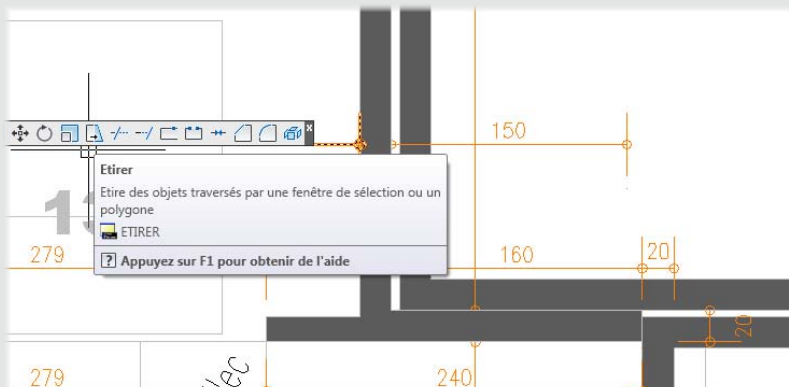 150
Etirer
Etire des objets traversés par une fenêtre de sélection ou un
polygone
ETIRER
? Appuyez sur F1 pour obtenir de l'aide
279
160
20
20
279
240